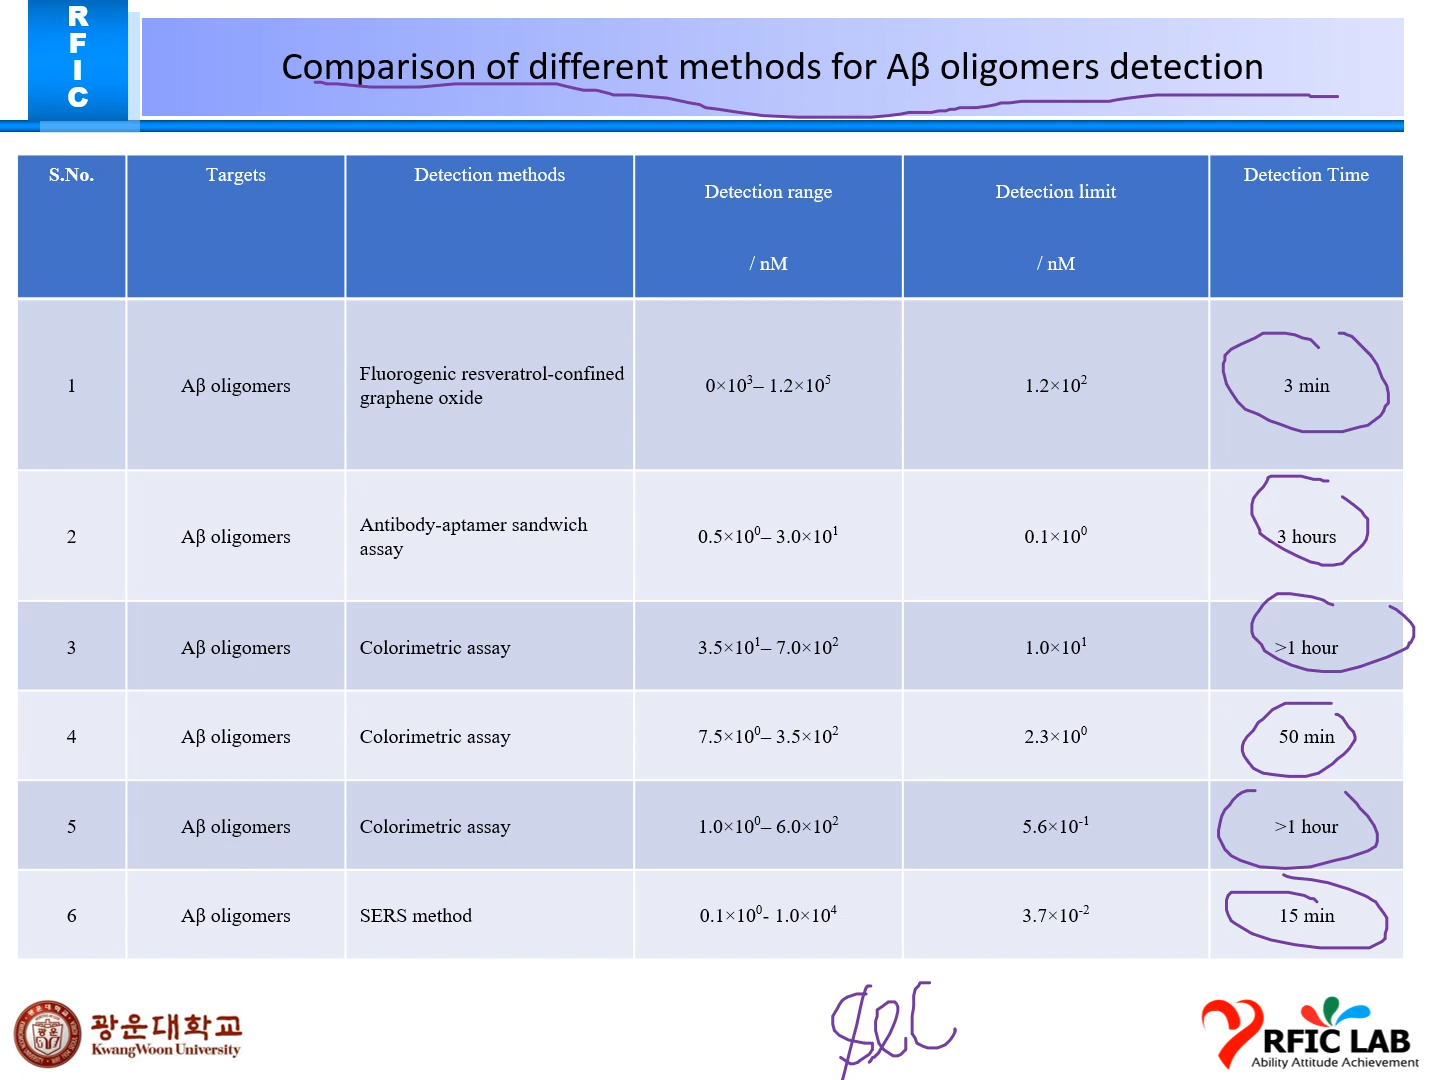 R
F
I
C
Comparison of different methods for Aβ oligomers detection
S.No. Targets Detection methods Detection range / nM Detection limit / nM Detection Time
1 Aβ oligomers Fluorogenic resveratrol-confined graphene oxide 0×10³– 1.2×10⁵ 1.2×10² 3 min
2 Aβ oligomers Antibody-aptamer sandwich assay 0.5×10⁰– 3.0×10¹ 0.1×10⁰ 3 hours
3 Aβ oligomers Colorimetric assay 3.5×10¹– 7.0×10² 1.0×10¹ >1 hour
4 Aβ oligomers Colorimetric assay 7.5×10⁰– 3.5×10² 2.3×10⁰ 50 min
5 Aβ oligomers Colorimetric assay 1.0×10⁰– 6.0×10² 5.6×10⁻¹ >1 hour
6 Aβ oligomers SERS method 0.1×10⁰- 1.0×10⁴ 3.7×10⁻² 15 min
광운대학교
KwangWoon University
RFIC LAB
Ability Attitude Achievement